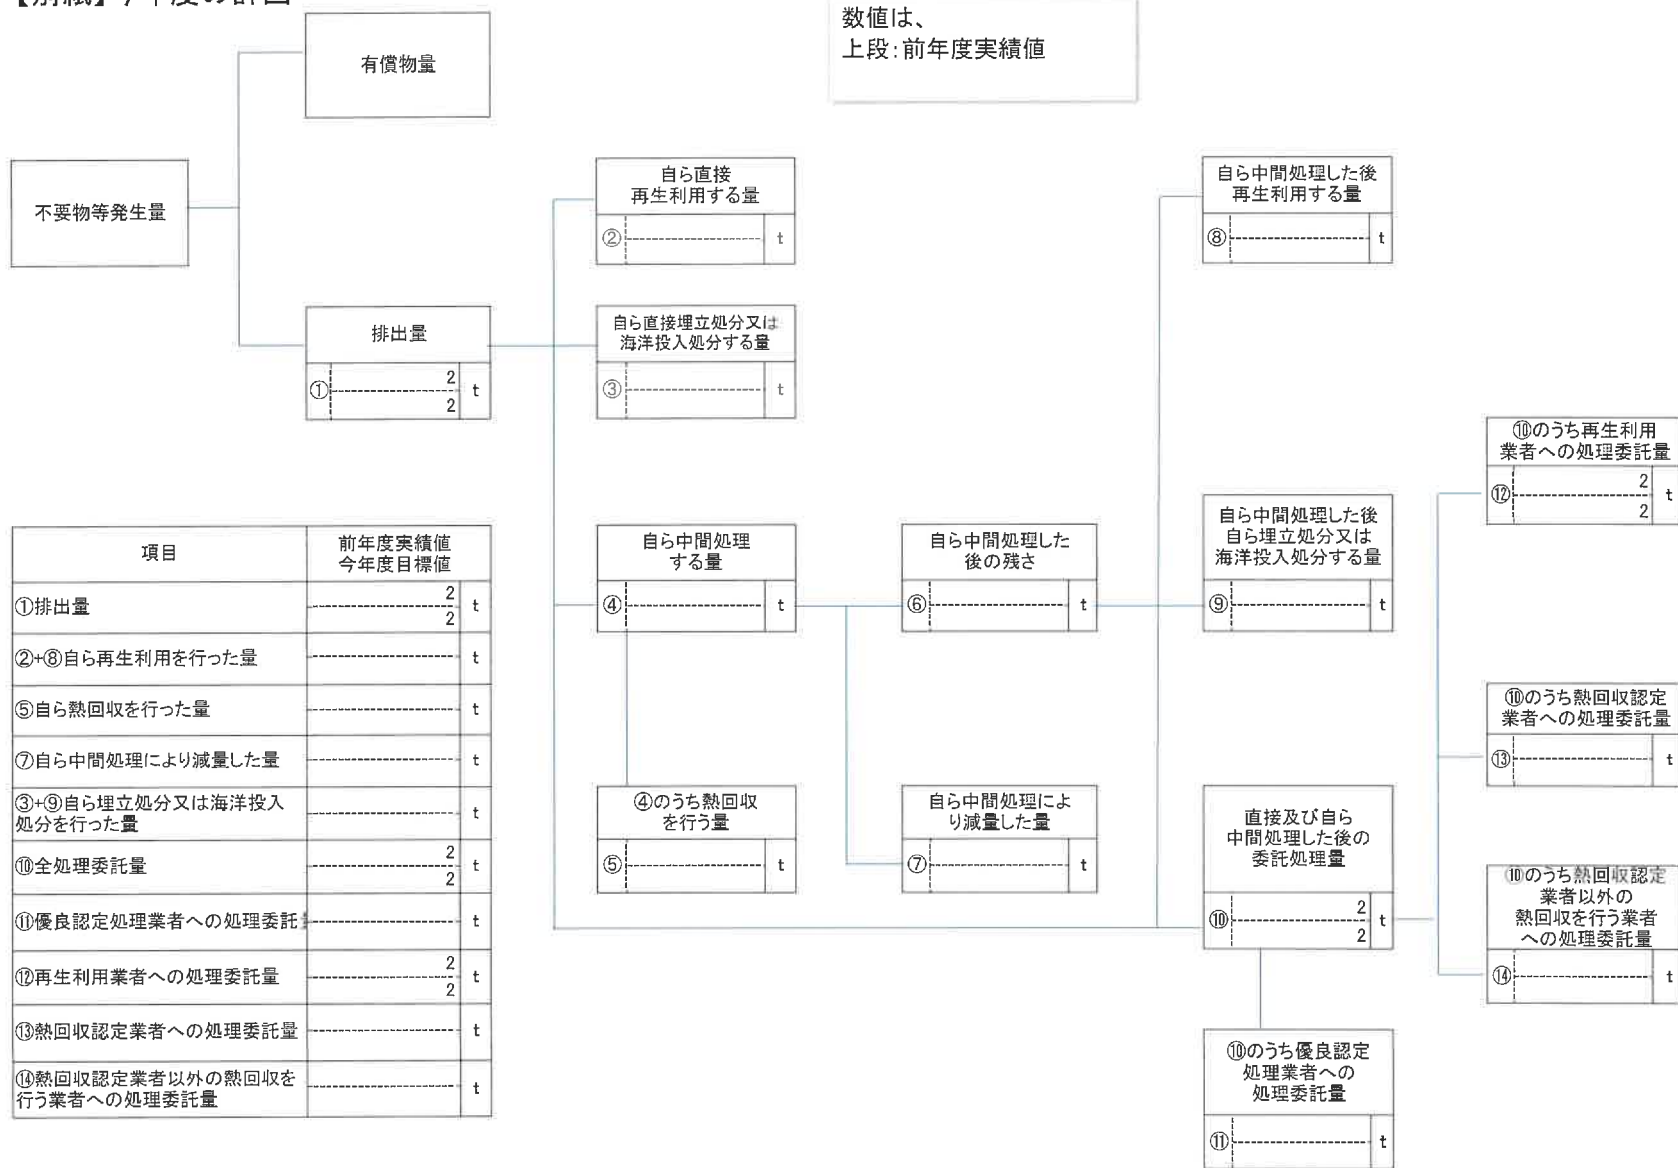 数値は、
上段:前年度実績値
有償物量
不要物等発生量
排出量
① 2 t
2
自ら直接
再生利用する量
② t
自ら直接埋立処分又は
海洋投入処分する量
③ t
自ら中間処理
する量
④ t
④のうち熱回収
を行う量
⑤ t
自ら中間処理した
後の残さ
⑥ t
自ら中間処理によ
り減量した量
⑦ t
自ら中間処理した後
再生利用する量
⑧ t
自ら中間処理した後
自ら埋立処分又は
海洋投入処分する量
⑨ t
直接及び自ら
中間処理した後の
委託処理量
⑩ 2 t
2
⑩のうち優良認定
処理業者への
処理委託量
⑪ t
⑩のうち再生利用
業者への処理委託量
⑫ 2 t
2
⑩のうち熱回収認定
業者への処理委託量
⑬ t
⑩のうち熱回収認定
業者以外の
熱回収を行う業者
への処理委託量
⑭ t
項目 前年度実績値
今年度目標値
①排出量 2 t
2
②+⑧自ら再生利用を行った量 t
⑤自ら熱回収を行った量 t
⑦自ら中間処理により減量した量 t
③+⑨自ら埋立処分又は海洋投入
処分を行った量 t
⑩全処理委託量 2 t
2
⑪優良認定処理業者への処理委託 t
⑫再生利用業者への処理委託量 2 t
2
⑬熱回収認定業者への処理委託量 t
⑭熱回収認定業者以外の熱回収を
行う業者への処理委託量 t